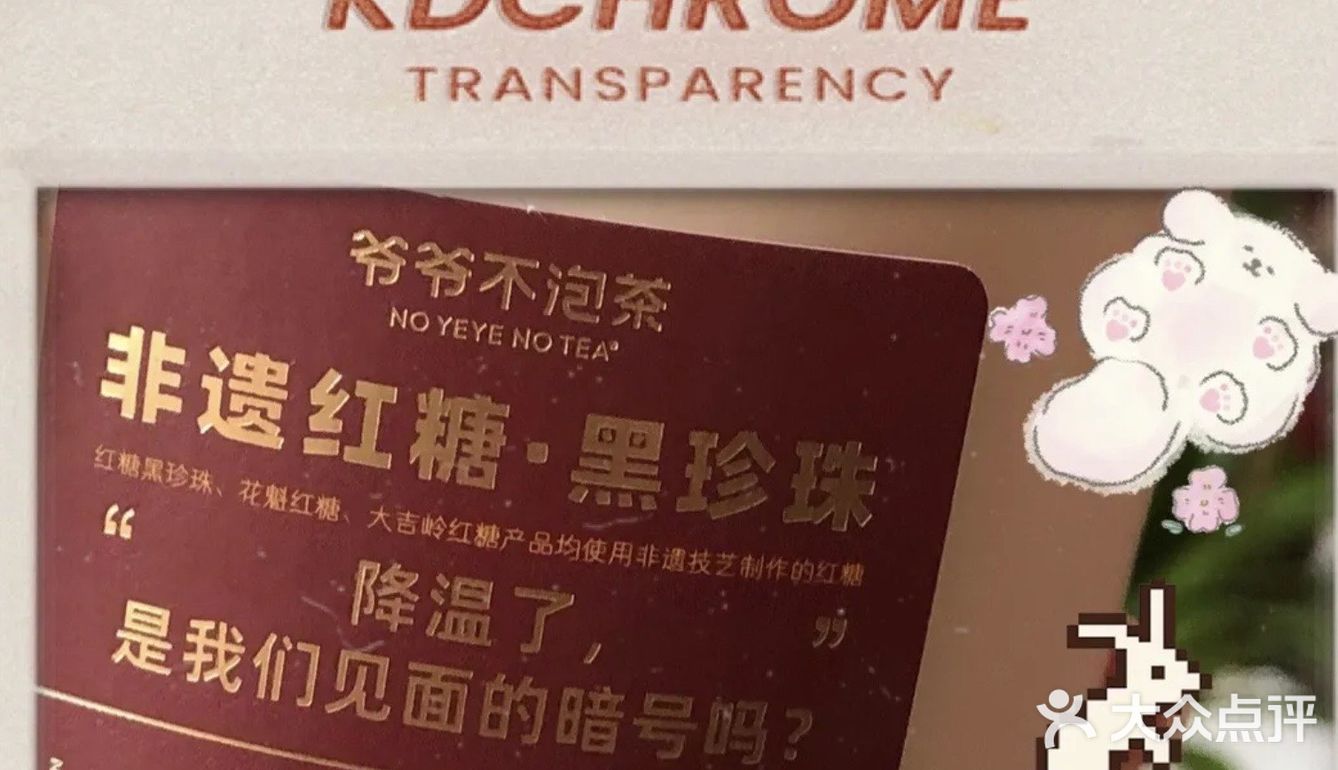 KDCHROME
TRANSPARENCY
爷爷不泡茶
NO YEYE NO TEA®
非遗红糖·黑珍珠
红糖黑珍珠、花魁红糖、大吉岭红糖产品均使用非遗技艺制作的红糖
“
降温了，
”
是我们见面的暗号吗？
大众点评